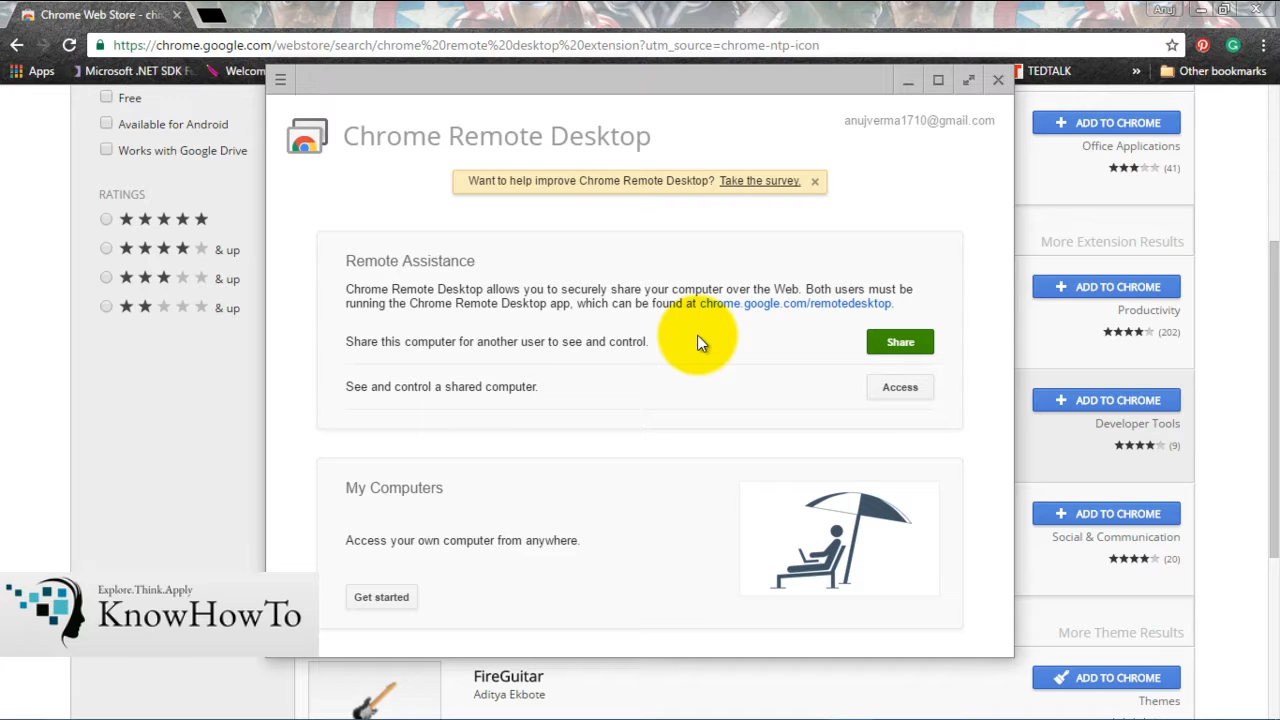 Chrome Web Store - ch
Anuj
https://chrome.google.com/webstore/search/chrome%20remote%20desktop%20extension?utm_source=chrome-ntp-icon
Apps
Microsoft .NET SDK F
Welcom
TEDTALK
»
Other bookmarks
Free
Available for Android
Works with Google Drive
RATINGS
& up
& up
& up
Chrome Remote Desktop
anujverma1710@gmail.com
Want to help improve Chrome Remote Desktop? Take the survey.
Remote Assistance
Chrome Remote Desktop allows you to securely share your computer over the Web. Both users must be
running the Chrome Remote Desktop app, which can be found at chrome.google.com/remotedesktop.
Share this computer for another user to see and control.
Share
See and control a shared computer.
Access
My Computers
Access your own computer from anywhere.
Get started
ADD TO CHROME
Office Applications
(41)
More Extension Results
ADD TO CHROME
Productivity
(202)
ADD TO CHROME
Developer Tools
(9)
ADD TO CHROME
Social & Communication
(20)
More Theme Results
ADD TO CHROME
Themes
FireGuitar
Aditya Ekbote
Explore.Think.Apply
KnowHowTo